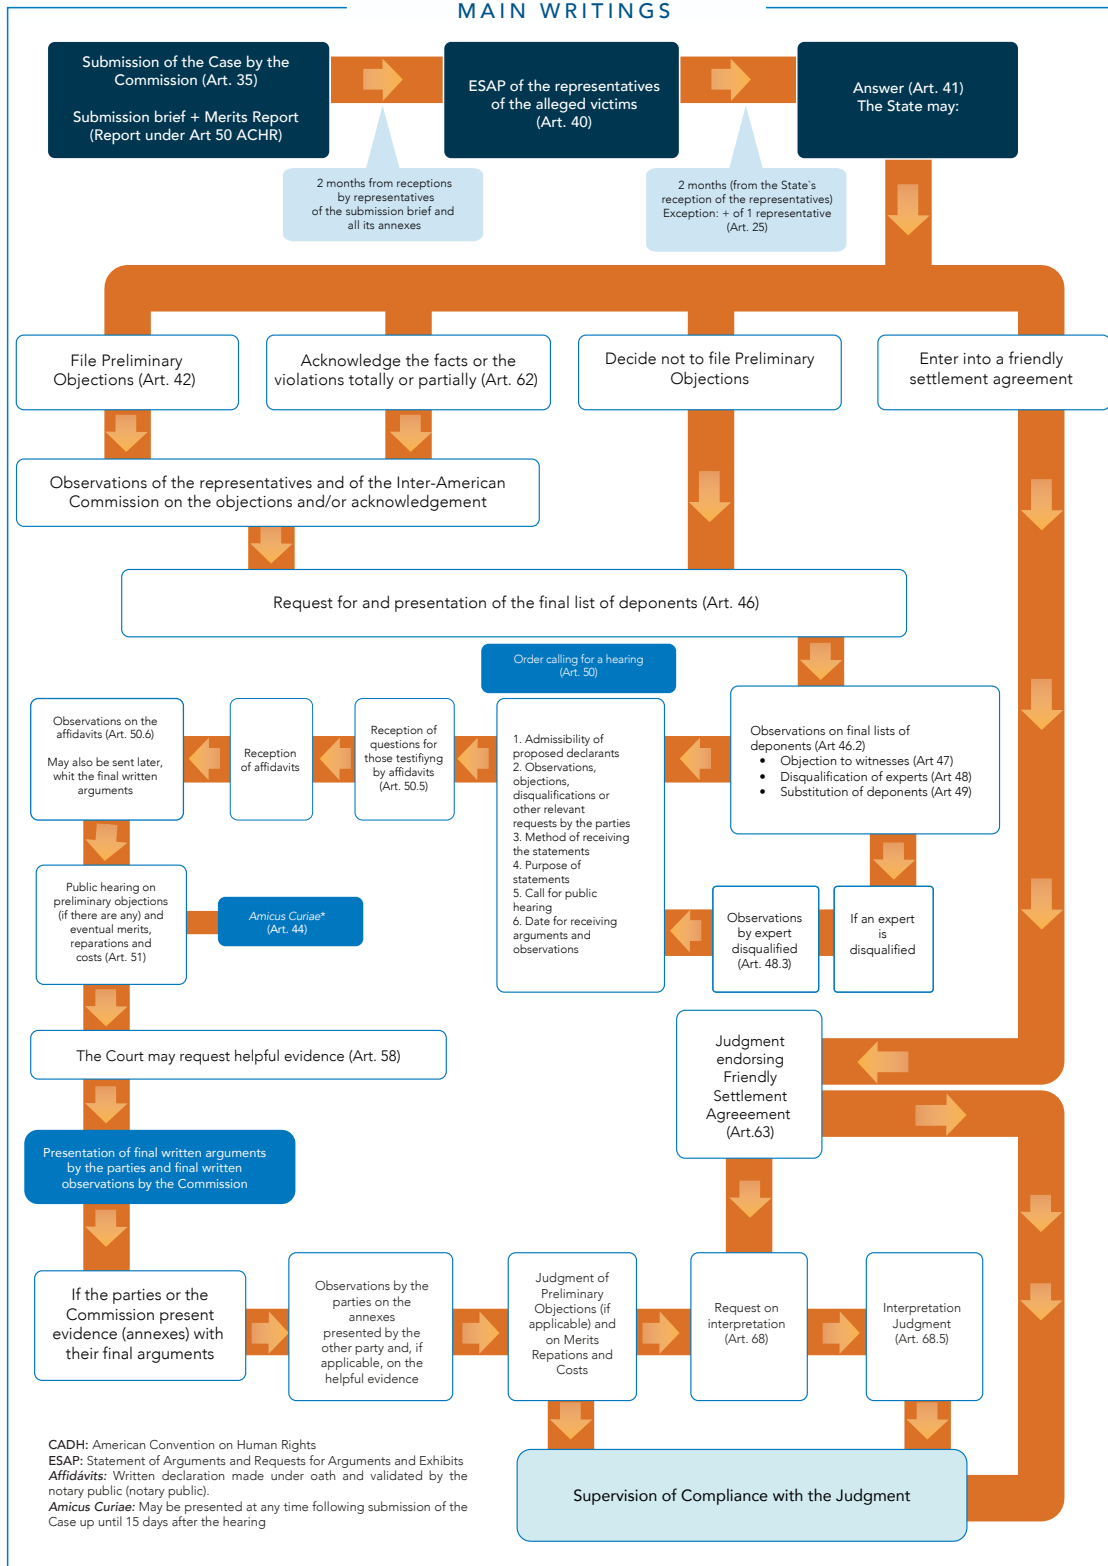 MAIN WRITINGS
Submission of the Case by the
Commission (Art. 35)
Submission brief + Merits Report
(Report under Art 50 ACHR)
ESAP of the representatives
of the alleged victims
(Art. 40)
Answer (Art. 41)
The State may:
2 months from receptions
by representatives
of the submission brief and
all its annexes
2 months (from the State`s
reception of the representatives)
Exception: + of 1 representative
(Art. 25)
File Preliminary
Objections (Art. 42)
Acknowledge the facts or the
violations totally or partially (Art. 62)
Decide not to file Preliminary
Objections
Enter into a friendly
settlement agreement
Observations of the representatives and of the Inter-American
Commission on the objections and/or acknowledgement
Request for and presentation of the final list of deponents (Art. 46)
Order calling for a hearing
(Art. 50)
Observations on the
affidavits (Art. 50.6)
May also be sent later,
whit the final written
arguments
Reception
of affidavits
Reception of
questions for
those testifiyng
by affidavits
(Art. 50.5)
1. Admissibility of
proposed declarants
2. Observations,
objections,
disqualifications or
other relevant
requests by the parties
3. Method of receiving
the statements
4. Purpose of
statements
5. Call for public
hearing
6. Date for receiving
arguments and
observations
Observations on final lists of
deponents (Art 46.2)
• Objection to witnesses (Art 47)
• Disqualification of experts (Art 48)
• Substitution of deponents (Art 49)
Public hearing on
preliminary objections
(if there are any) and
eventual merits,
reparations and
costs (Art. 51)
Amicus Curiae*
(Art. 44)
Observations
by expert
disqualified
(Art. 48.3)
If an expert
is
disqualified
The Court may request helpful evidence (Art. 58)
Judgment
endorsing
Friendly
Settlement
Agreeement
(Art.63)
Presentation of final written arguments
by the parties and final written
observations by the Commission
If the parties or the
Commission present
evidence (annexes) with
their final arguments
Observations by the
parties on the
annexes
presented by the
other party and, if
applicable, on the
helpful evidence
Judgment of
Preliminary
Objections (if
applicable) and
on Merits
Repations and
Costs
Request on
interpretation
(Art. 68)
Interpretation
Judgment
(Art. 68.5)
Supervision of Compliance with the Judgment
CADH: American Convention on Human Rights
ESAP: Statement of Arguments and Requests for Arguments and Exhibits
Affidávits: Written declaration made under oath and validated by the
notary public (notary public).
Amicus Curiae: May be presented at any time following submission of the
Case up until 15 days after the hearing